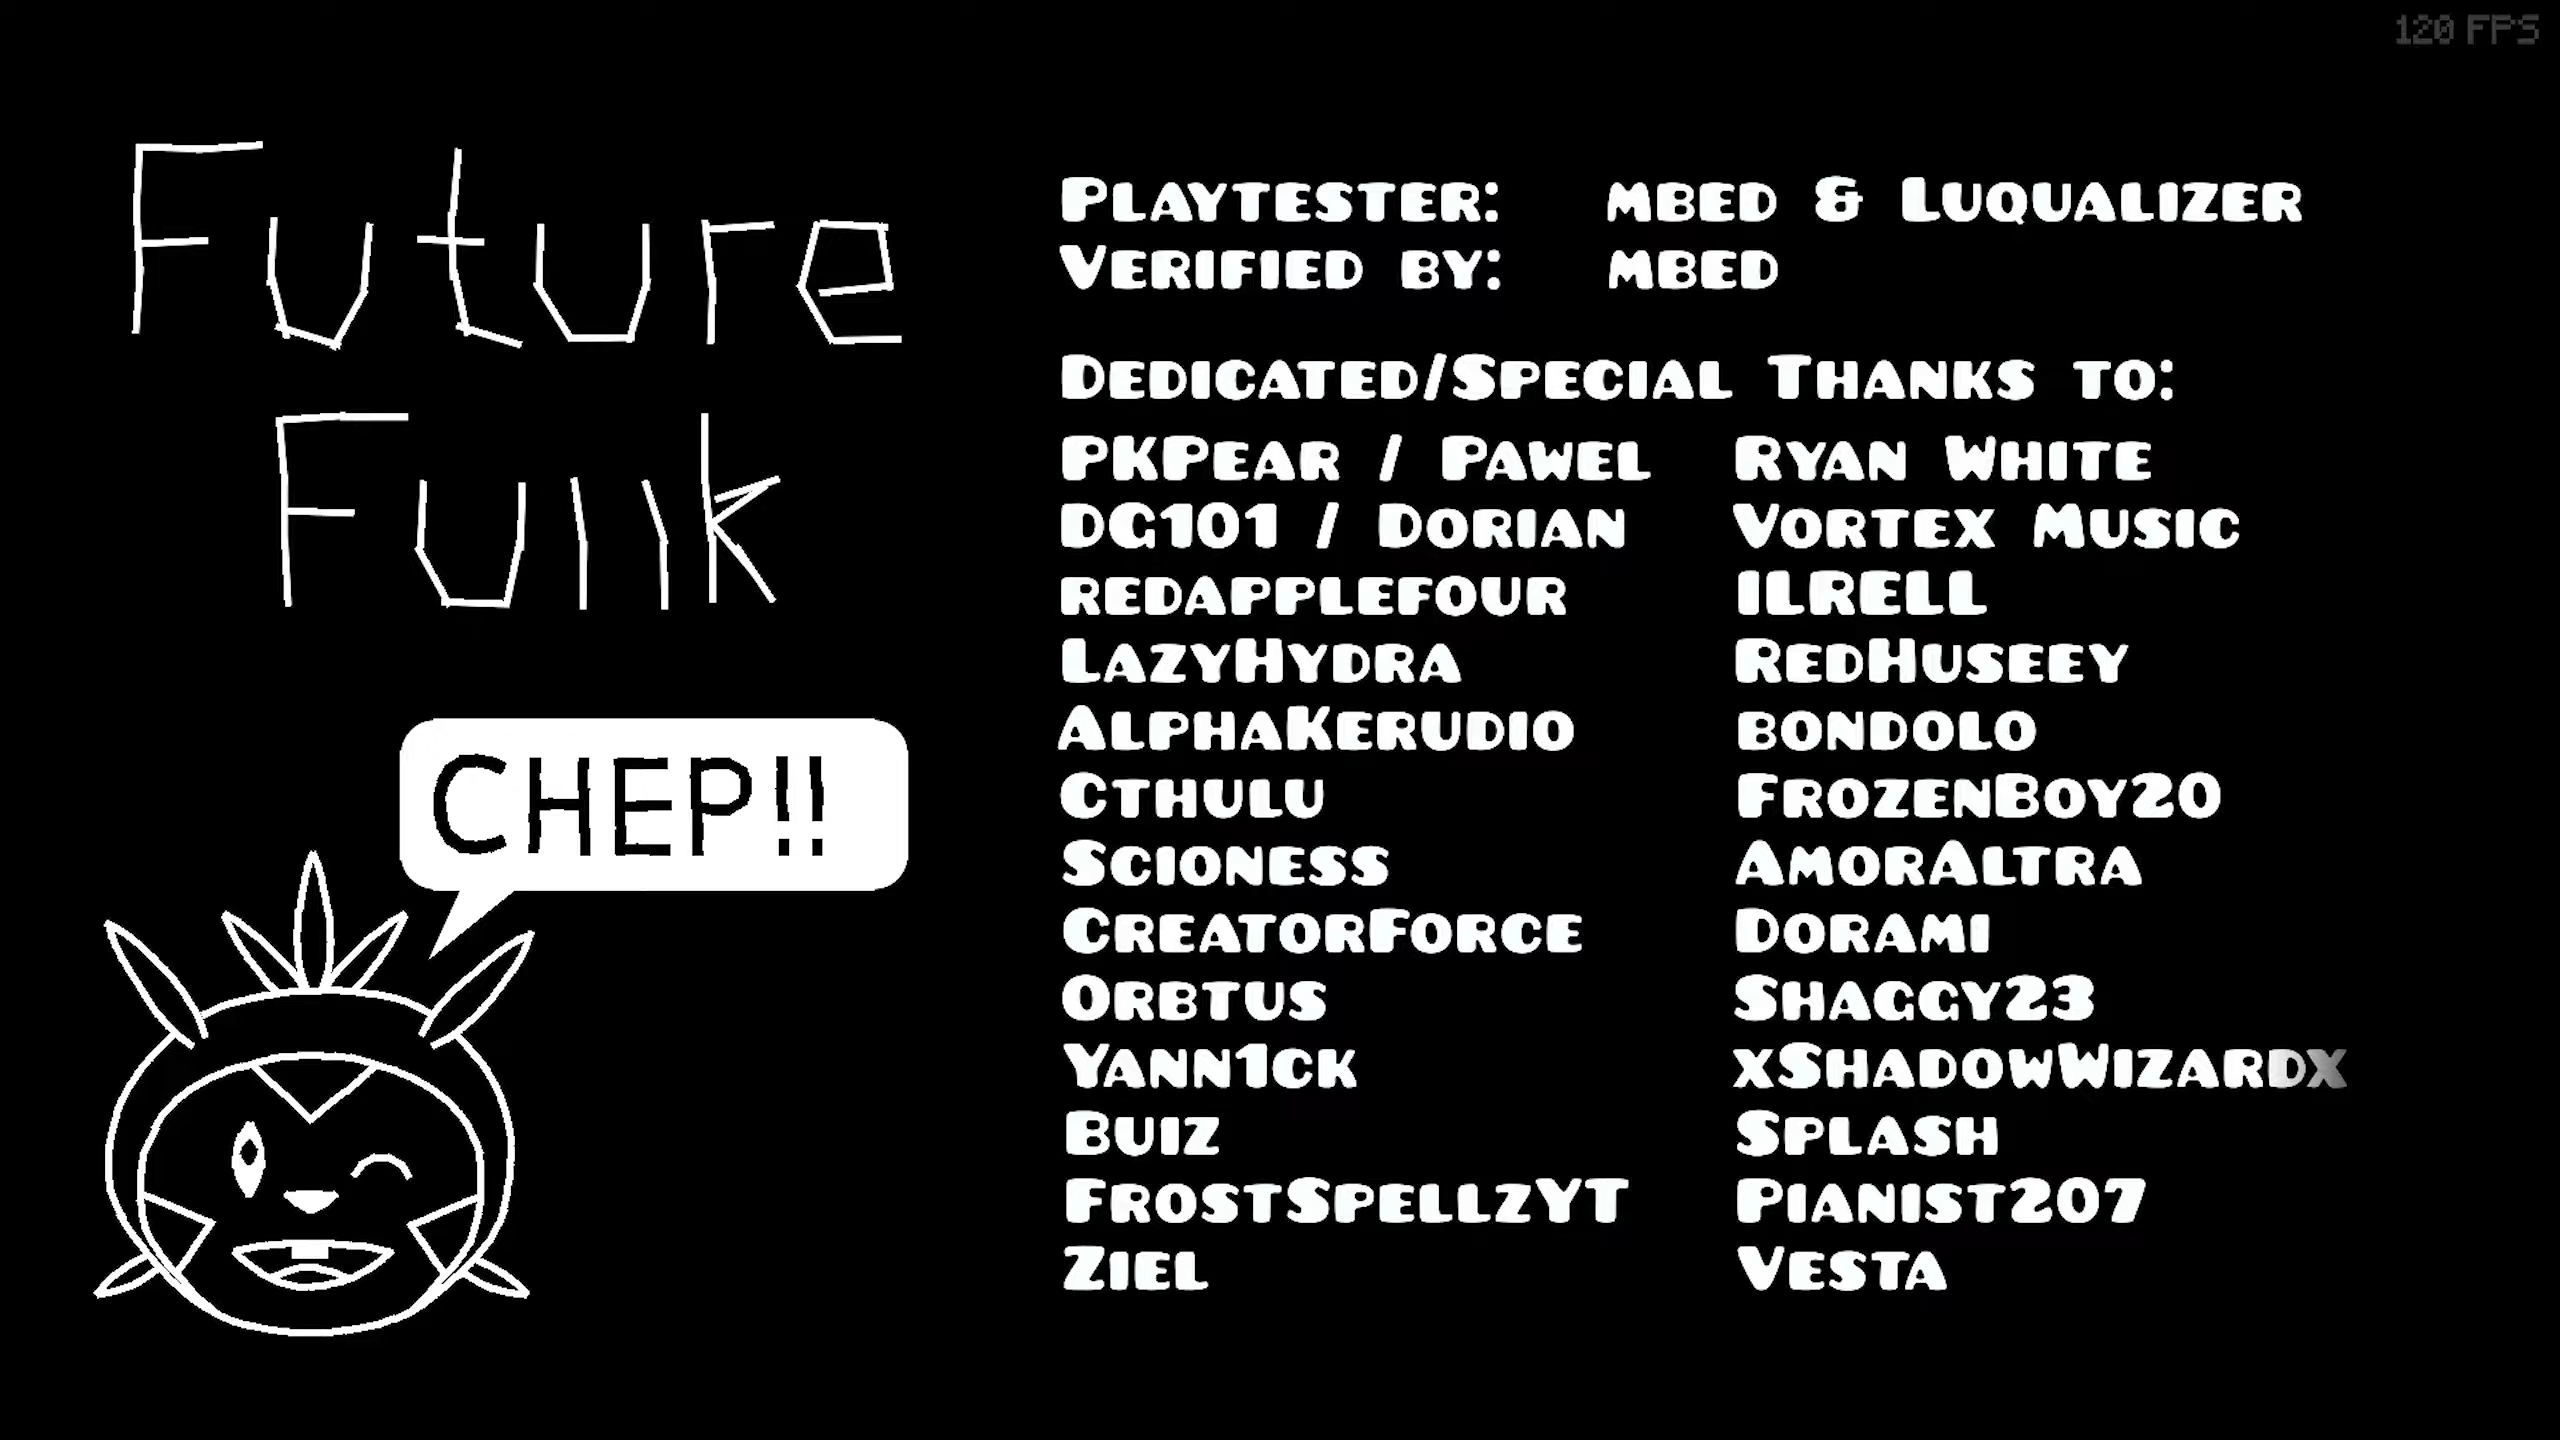 120 FPS
Future
Funk
CHEP!!
Playtester: mbed & Luqualizer
Verified by: mbed
Dedicated/Special Thanks to:
PKPear / Pawel Ryan White
DG101 / Dorian Vortex Music
redapplefour ILRELL
LazyHydra RedHuseey
AlphaKerudio bondolo
Cthulu FrozenBoy20
Scioness AmorAltra
CreatorForce Dorami
Orbtus Shaggy23
Yann1ck xShadowWizardx
Buiz Splash
FrostSpellzYT Pianist207
Ziel Vesta